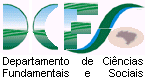 DCFS
Departamento de Ciências
Fundamentais e Sociais